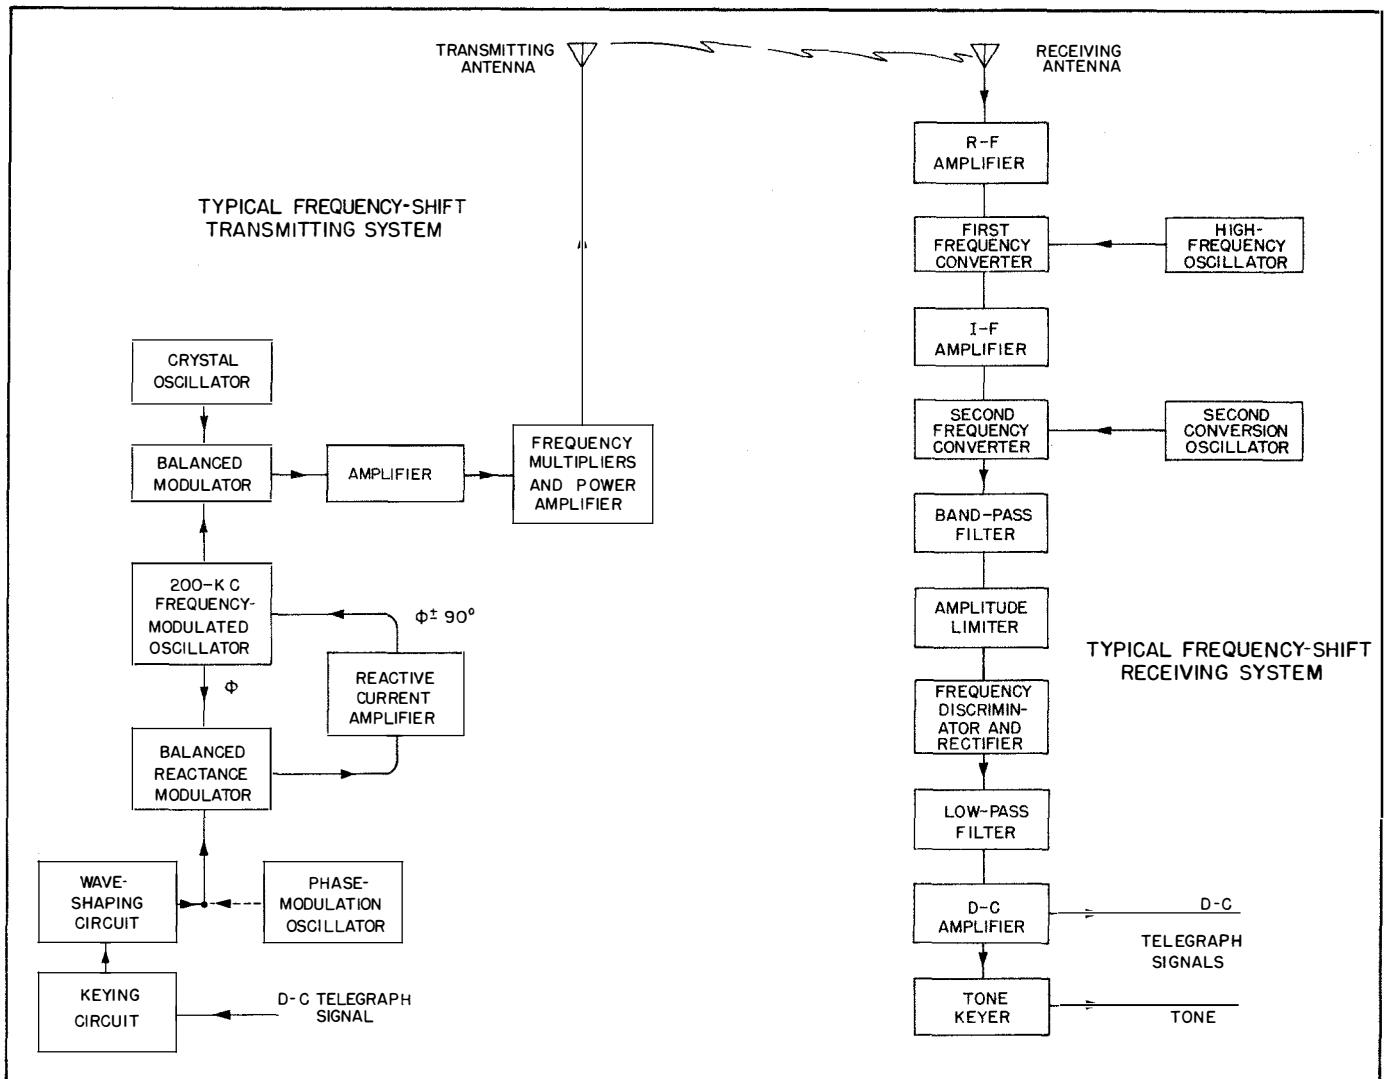 TRANSMITTING
ANTENNA
RECEIVING
ANTENNA
TYPICAL FREQUENCY-SHIFT
TRANSMITTING SYSTEM
CRYSTAL
OSCILLATOR
BALANCED
MODULATOR
AMPLIFIER
FREQUENCY
MULTIPLIERS
AND POWER
AMPLIFIER
200-KC
FREQUENCY-
MODULATED
OSCILLATOR
Φ± 90°
Φ
REACTIVE
CURRENT
AMPLIFIER
BALANCED
REACTANCE
MODULATOR
WAVE-
SHAPING
CIRCUIT
PHASE-
MODULATION
OSCILLATOR
KEYING
CIRCUIT
D-C TELEGRAPH
SIGNAL
R-F
AMPLIFIER
FIRST
FREQUENCY
CONVERTER
HIGH-
FREQUENCY
OSCILLATOR
I-F
AMPLIFIER
SECOND
FREQUENCY
CONVERTER
SECOND
CONVERSION
OSCILLATOR
BAND-PASS
FILTER
AMPLITUDE
LIMITER
TYPICAL FREQUENCY-SHIFT
RECEIVING SYSTEM
FREQUENCY
DISCRIMIN-
ATOR AND
RECTIFIER
LOW-PASS
FILTER
D-C
AMPLIFIER
D-C
TELEGRAPH
SIGNALS
TONE
KEYER
TONE